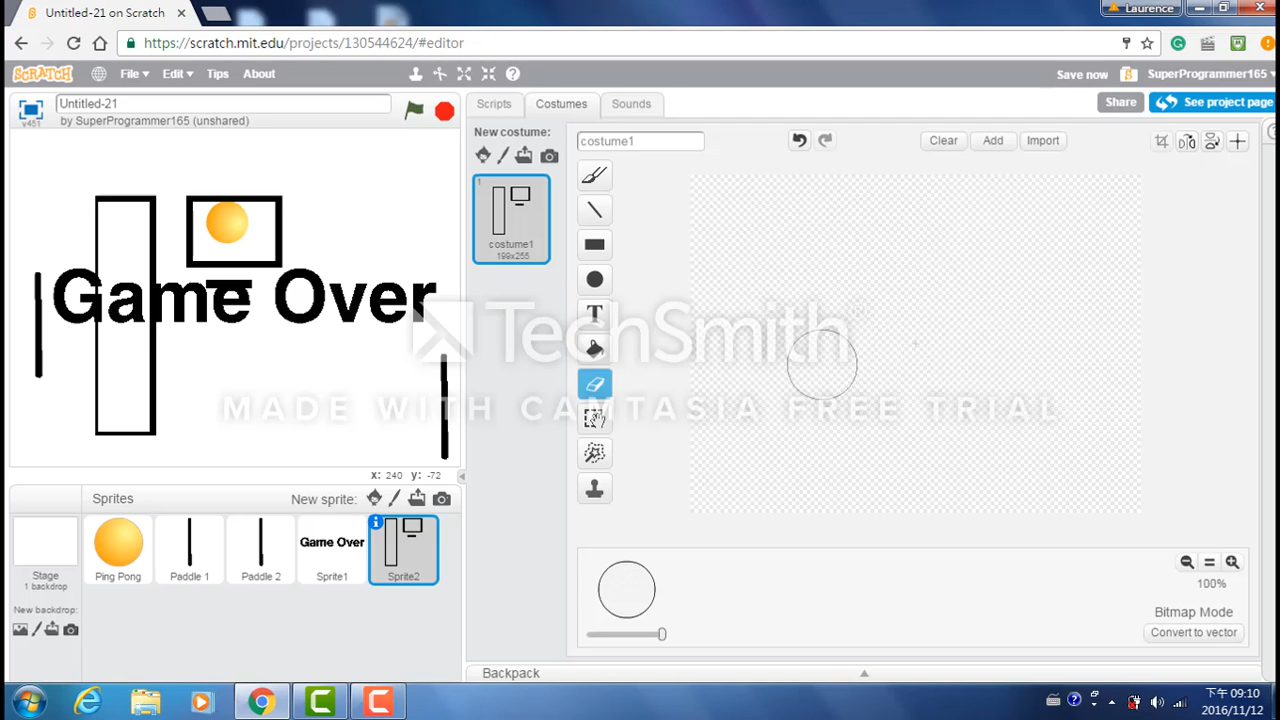 Untitled-21 on Scratch
Laurence
https://scratch.mit.edu/projects/130544624/#editor
SCRATCH
File
Edit
Tips
About
Save now
SuperProgrammer165
Untitled-21
by SuperProgrammer165 (unshared)
v451
Scripts
Costumes
Sounds
Share
See project page
New costume:
costume1
Clear
Add
Import
1
costume1
199x255
T
Game Over
TechSmith
MADE WITH CAMTASIA FREE TRIAL
x: 240 y: -72
Sprites
New sprite:
Stage
1 backdrop
New backdrop:
Ping Pong
Paddle 1
Paddle 2
Game Over
Sprite1
Sprite2
100%
Bitmap Mode
Convert to vector
Backpack
下午 09:10
2016/11/12